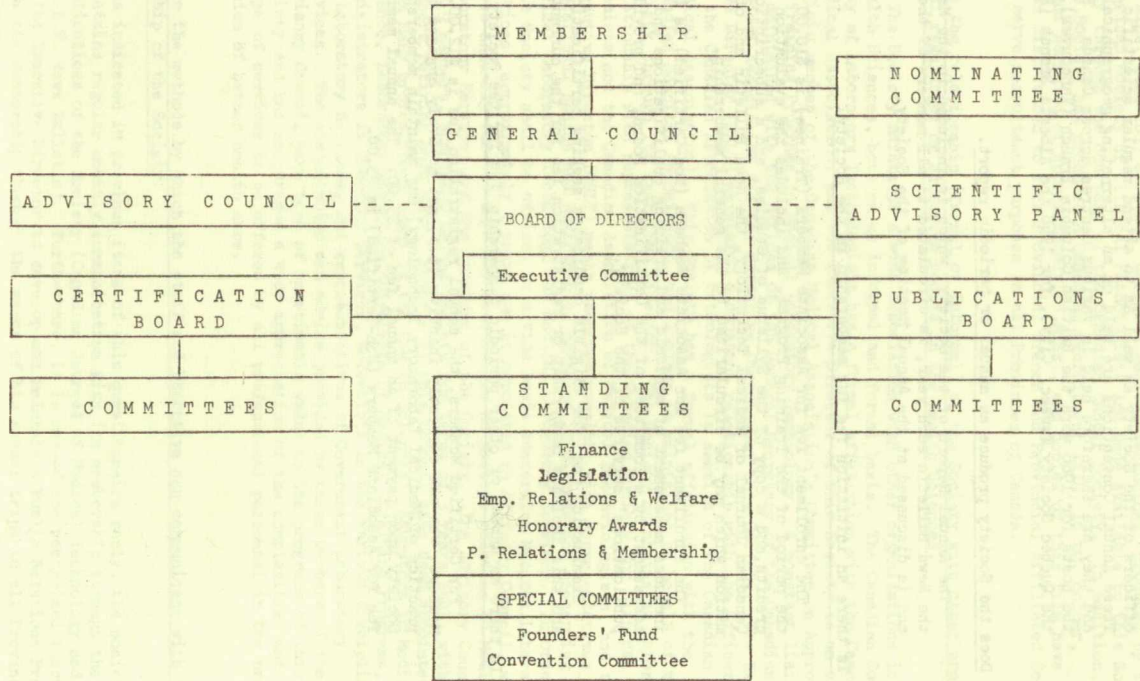 MEMBERSHIP
NOMINATING
COMMITTEE
GENERAL COUNCIL
ADVISORY COUNCIL
BOARD OF DIRECTORS
SCIENTIFIC
ADVISORY PANEL
Executive Committee
CERTIFICATION
BOARD
PUBLICATIONS
BOARD
COMMITTEES
STANDING
COMMITTEES
COMMITTEES
Finance
Legislation
Emp. Relations & Welfare
Honorary Awards
P. Relations & Membership
SPECIAL COMMITTEES
Founders' Fund
Convention Committee